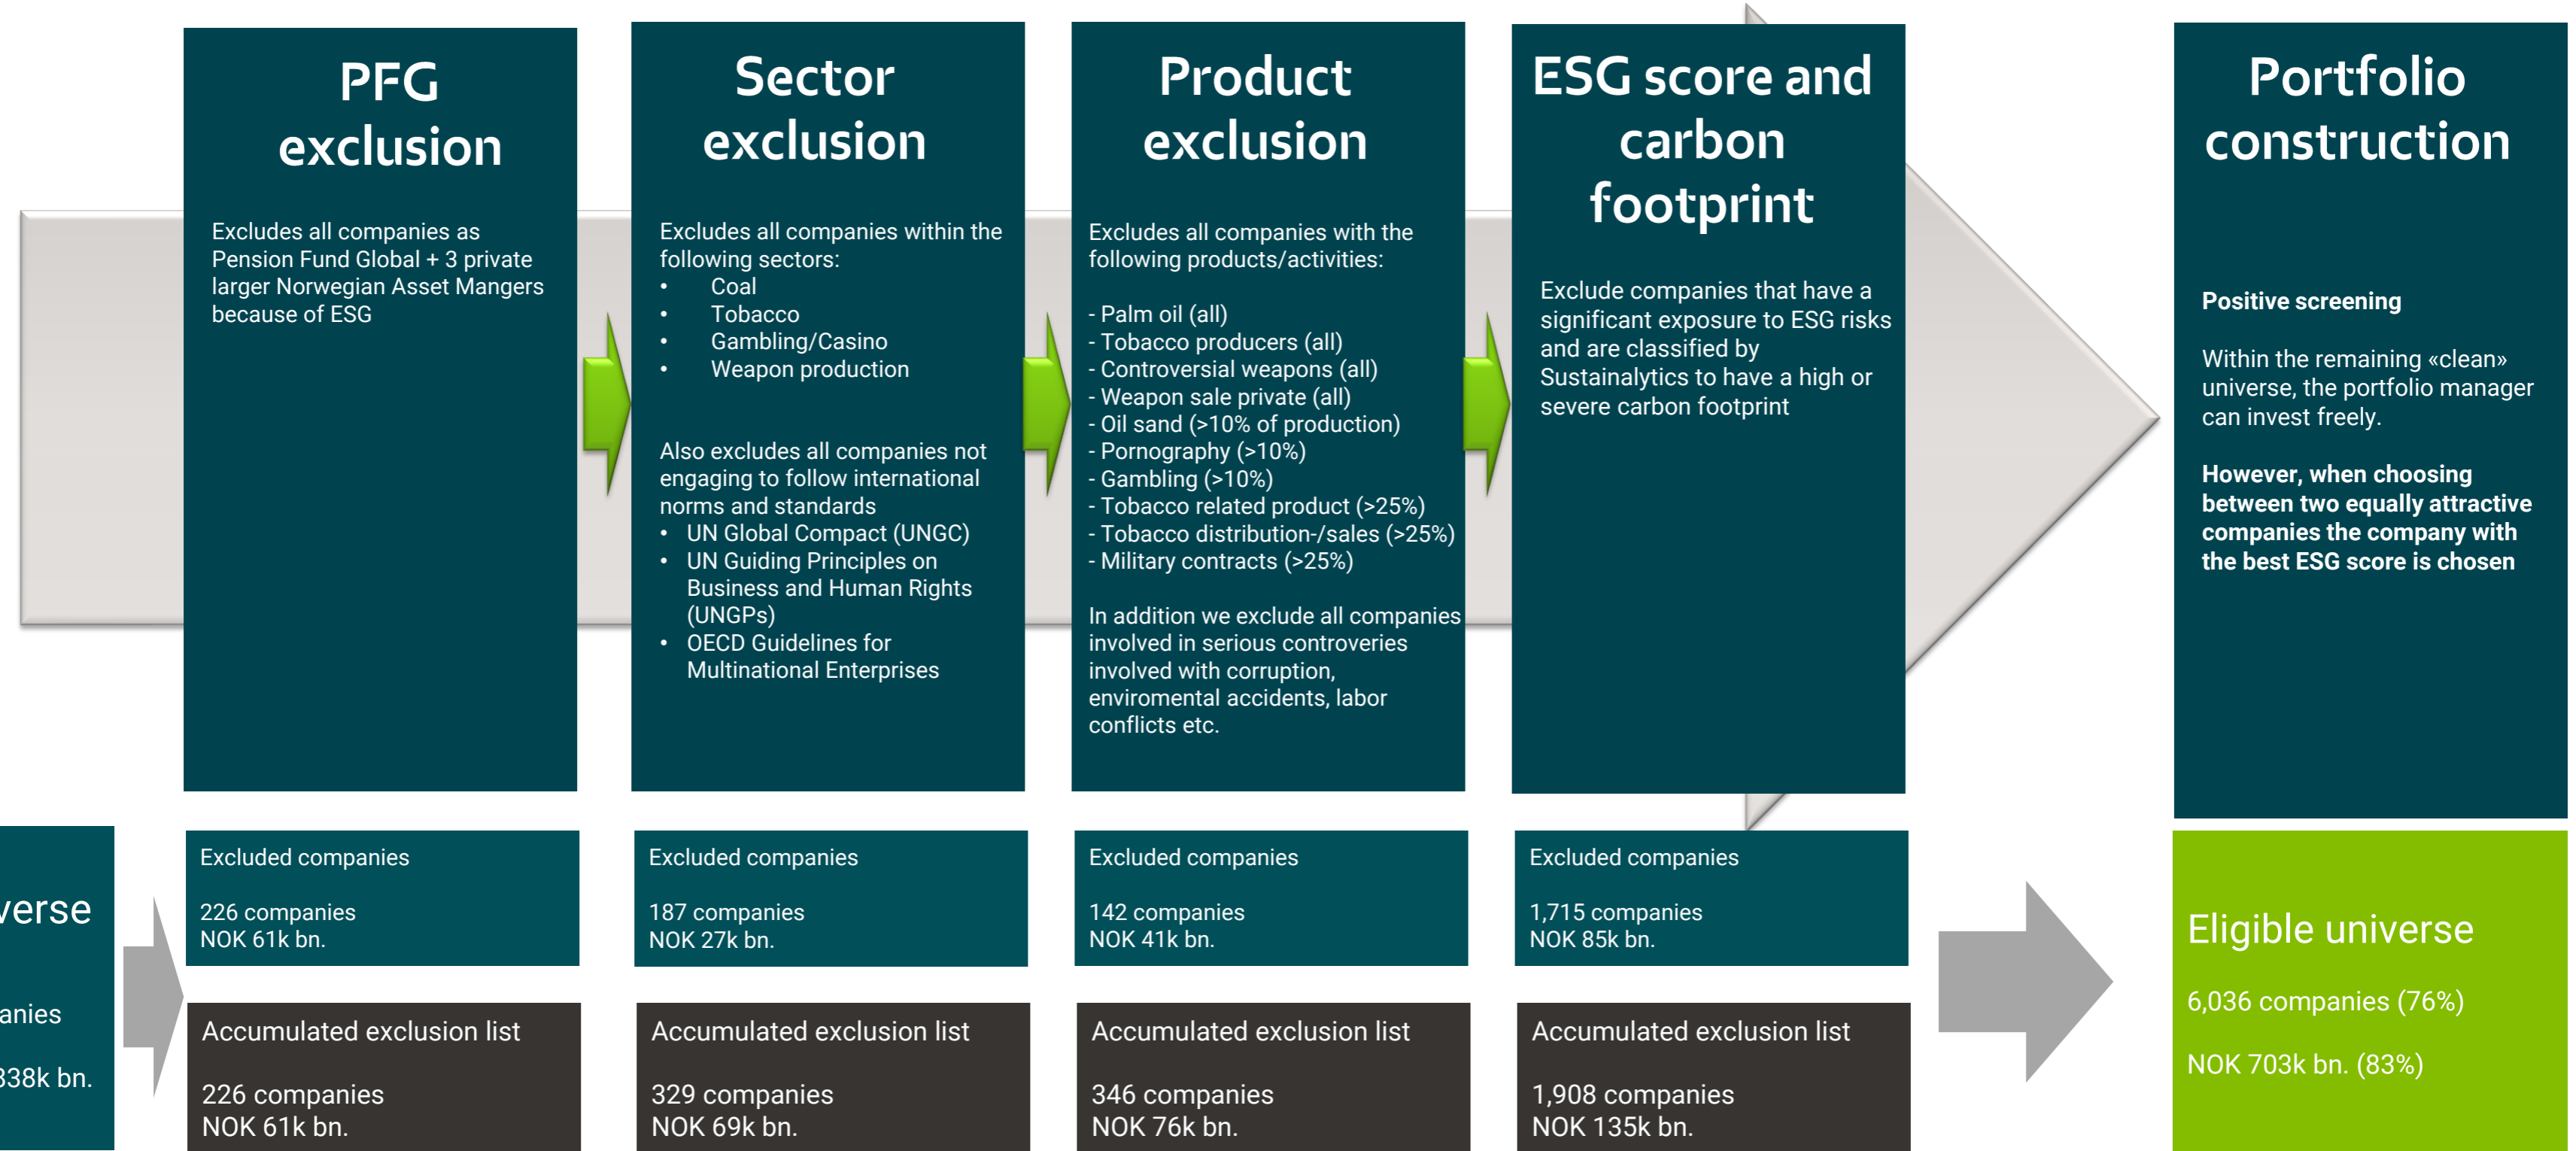 PFG
exclusion
Excludes all companies as
Pension Fund Global + 3 private
larger Norwegian Asset Mangers
because of ESG
Sector
exclusion
Excludes all companies within the
following sectors:
• Coal
• Tobacco
• Gambling/Casino
• Weapon production
Also excludes all companies not
engaging to follow international
norms and standards
• UN Global Compact (UNGC)
• UN Guiding Principles on
Business and Human Rights
(UNGPs)
• OECD Guidelines for
Multinational Enterprises
Product
exclusion
Excludes all companies with the
following products/activities:
- Palm oil (all)
- Tobacco producers (all)
- Controversial weapons (all)
- Weapon sale private (all)
- Oil sand (>10% of production)
- Pornography (>10%)
- Gambling (>10%)
- Tobacco related product (>25%)
- Tobacco distribution-/sales (>25%)
- Military contracts (>25%)
In addition we exclude all companies
involved in serious controveries
involved with corruption,
enviromental accidents, labor
conflicts etc.
ESG score and
carbon
footprint
Exclude companies that have a
significant exposure to ESG risks
and are classified by
Sustainalytics to have a high or
severe carbon footprint
Portfolio
construction
Positive screening
Within the remaining «clean»
universe, the portfolio manager
can invest freely.
However, when choosing
between two equally attractive
companies the company with
the best ESG score is chosen
verse
anies
338k bn.
Excluded companies
226 companies
NOK 61k bn.
Accumulated exclusion list
226 companies
NOK 61k bn.
Excluded companies
187 companies
NOK 27k bn.
Accumulated exclusion list
329 companies
NOK 69k bn.
Excluded companies
142 companies
NOK 41k bn.
Accumulated exclusion list
346 companies
NOK 76k bn.
Excluded companies
1,715 companies
NOK 85k bn.
Accumulated exclusion list
1,908 companies
NOK 135k bn.
Eligible universe
6,036 companies (76%)
NOK 703k bn. (83%)